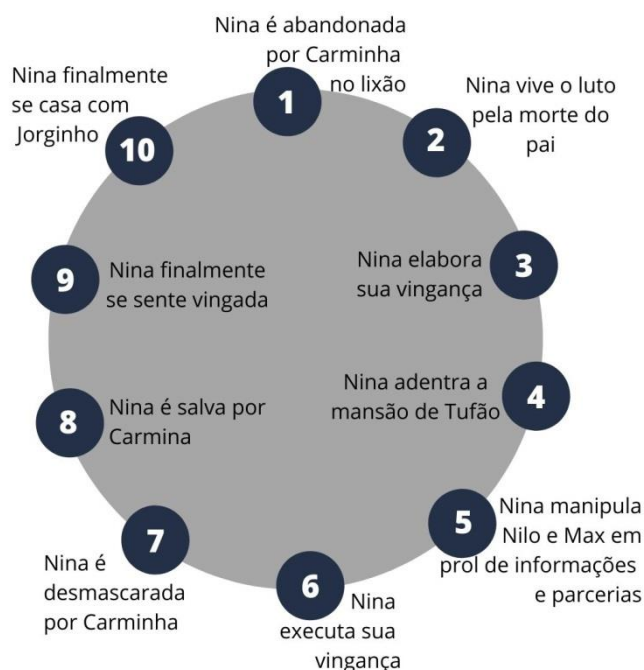 1
Nina é abandonada
por Carminha
no lixão
2
Nina vive o luto
pela morte do
pai
3
Nina elabora
sua vingança
4
Nina adentra a
mansão de Tufão
5
Nina manipula
Nilo e Max em
prol de informações
e parcerias
6
Nina
executa sua
vingança
7
Nina é
desmascarada
por Carminha
8
Nina é salva por
Carmina
9
Nina finalmente
se sente vingada
10
Nina finalmente
se casa com
Jorginho